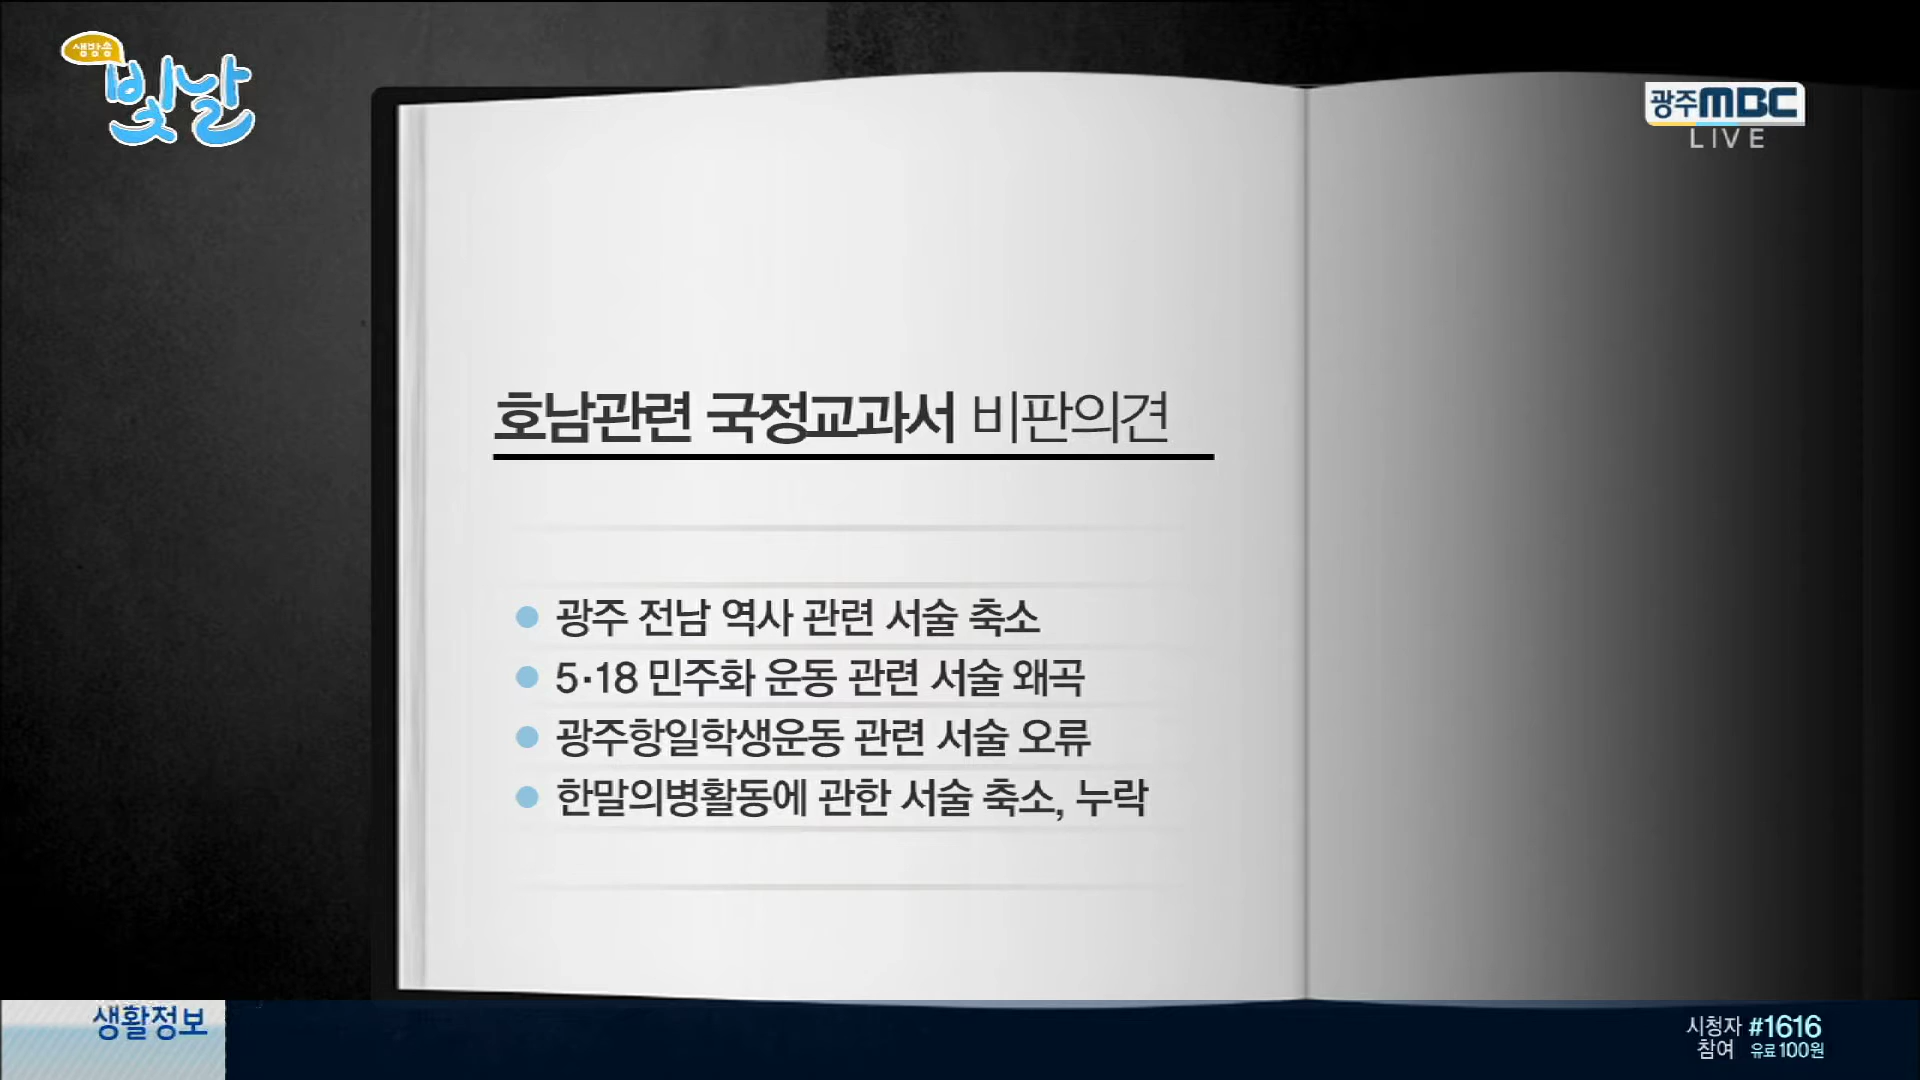 생방송
빛날
광주MBC
LIVE
호남관련 국정교과서 비판의견
광주 전남 역사 관련 서술 축소
5·18 민주화 운동 관련 서술 왜곡
광주항일학생운동 관련 서술 오류
한말의병활동에 관한 서술 축소, 누락
생활정보
시청자 #1616
참여 유료100원